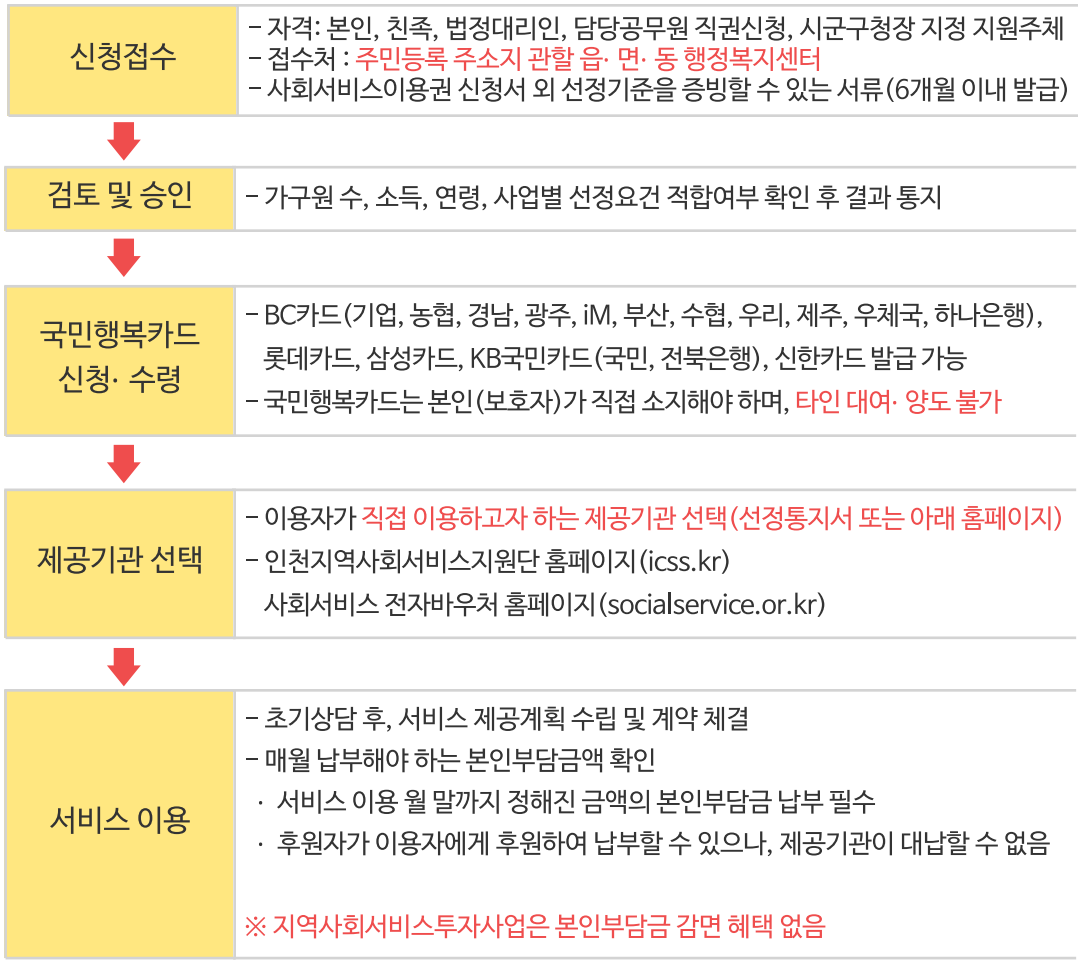 신청접수
- 자격: 본인, 친족, 법정대리인, 담당공무원 직권신청, 시군구청장 지정 지원주체
- 접수처 : 주민등록 주소지 관할 읍· 면· 동 행정복지센터
- 사회서비스이용권 신청서 외 선정기준을 증빙할 수 있는 서류(6개월 이내 발급)
검토 및 승인
- 가구원 수, 소득, 연령, 사업별 선정요건 적합여부 확인 후 결과 통지
국민행복카드
신청· 수령
- BC카드(기업, 농협, 경남, 광주, iM, 부산, 수협, 우리, 제주, 우체국, 하나은행),
롯데카드, 삼성카드, KB국민카드(국민, 전북은행), 신한카드 발급 가능
- 국민행복카드는 본인(보호자)가 직접 소지해야 하며, 타인 대여· 양도 불가
제공기관 선택
- 이용자가 직접 이용하고자 하는 제공기관 선택(선정통지서 또는 아래 홈페이지)
- 인천지역사회서비스지원단 홈페이지(icss.kr)
사회서비스 전자바우처 홈페이지(socialservice.or.kr)
서비스 이용
- 초기상담 후, 서비스 제공계획 수립 및 계약 체결
- 매월 납부해야 하는 본인부담금액 확인
· 서비스 이용 월 말까지 정해진 금액의 본인부담금 납부 필수
· 후원자가 이용자에게 후원하여 납부할 수 있으나, 제공기관이 대납할 수 없음
※ 지역사회서비스투자사업은 본인부담금 감면 혜택 없음